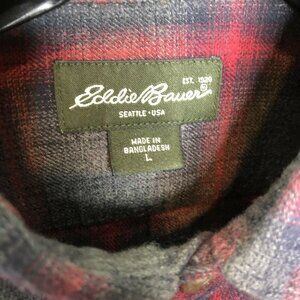 EST. 1920
Eddie Bauer®
SEATTLE · USA
MADE IN
BANGLADESH
L